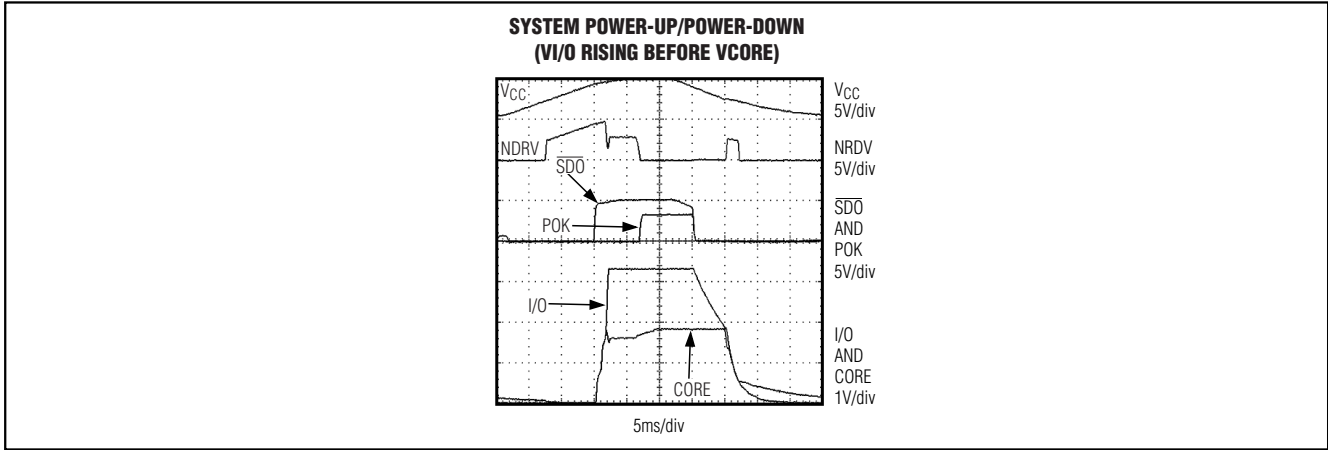 SYSTEM POWER-UP/POWER-DOWN
(VI/O RISING BEFORE VCORE)
VCC
VCC
5V/div
NDRV
NRDV
5V/div
SDO
POK
SDO
AND
POK
5V/div
I/O
CORE
I/O
AND
CORE
1V/div
5ms/div